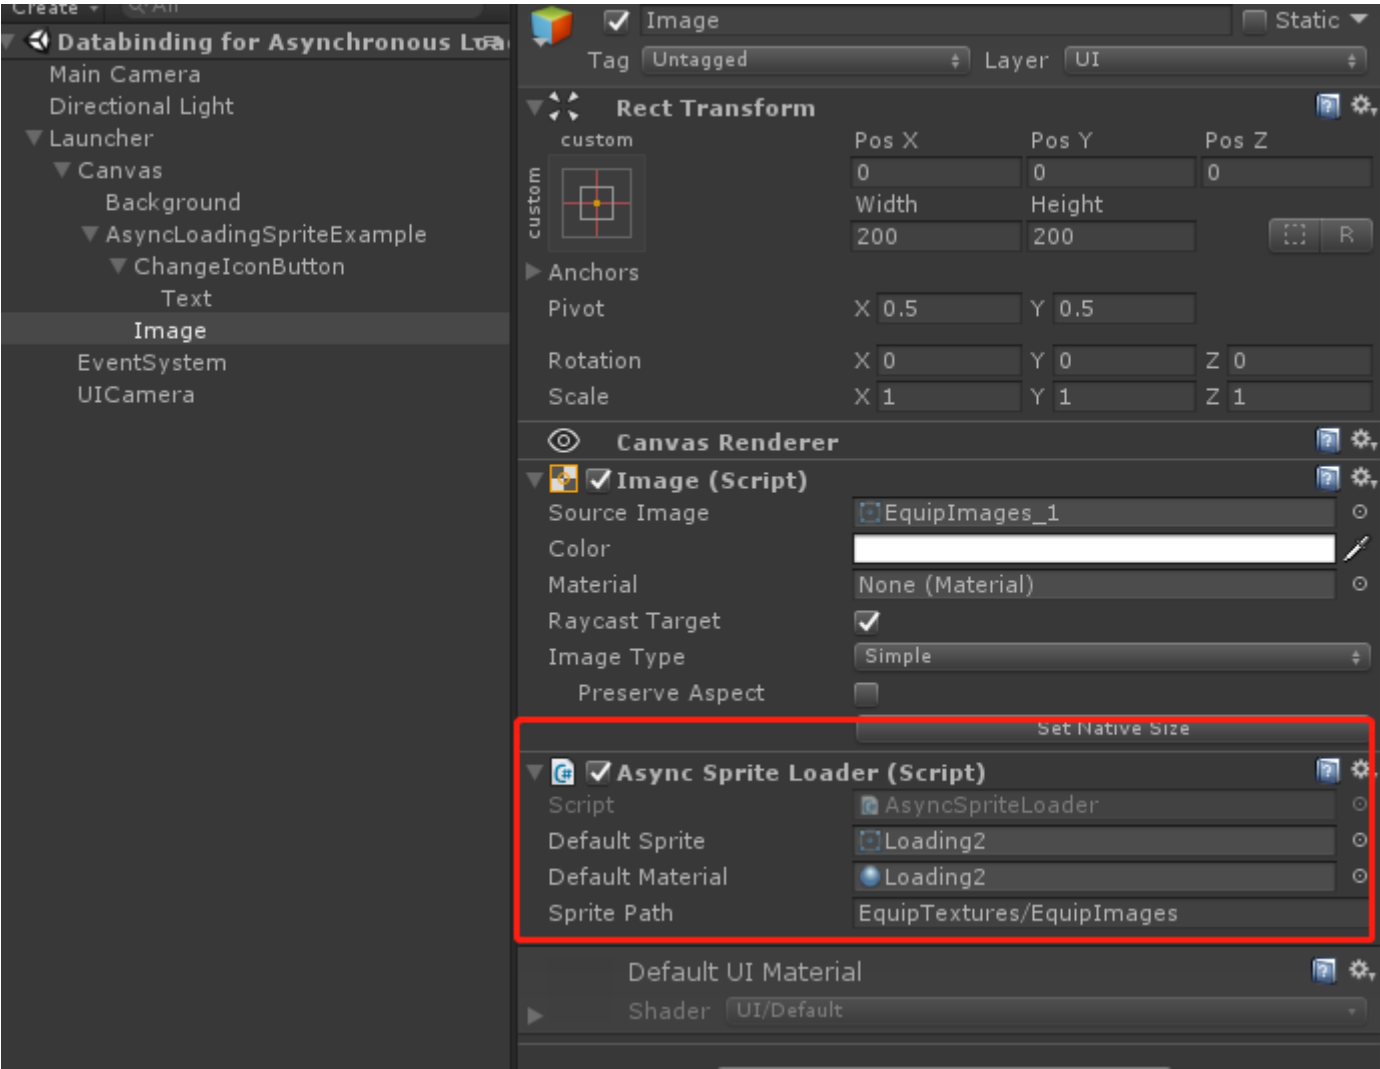 Create
All
Databinding for Asynchronous Loa
Main Camera
Directional Light
Launcher
Canvas
Background
AsyncLoadingSpriteExample
ChangeIconButton
Text
Image
EventSystem
UICamera
Image
Static
Tag Untagged Layer UI
Rect Transform
custom
custom
Pos X Pos Y Pos Z
0 0 0
Width Height
200 200 R
Anchors
Pivot X 0.5 Y 0.5
Rotation X 0 Y 0 Z 0
Scale X 1 Y 1 Z 1
Canvas Renderer
Image (Script)
Source Image EquipImages_1
Color
Material None (Material)
Raycast Target
Image Type Simple
Preserve Aspect
Set Native Size
Async Sprite Loader (Script)
Script AsyncSpriteLoader
Default Sprite Loading2
Default Material Loading2
Sprite Path EquipTextures/EquipImages
Default UI Material
Shader UI/Default